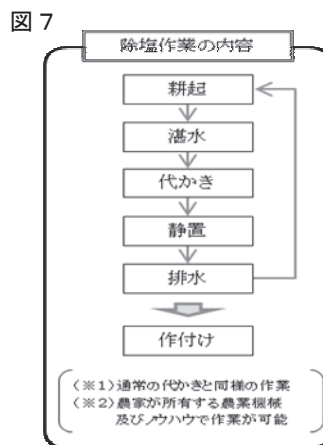 図7
除塩作業の内容
耕起
湛水
代かき
静置
排水
作付け
(※1)通常の代かきと同様の作業
(※2)農家が所有する農業機械
及びノウハウで作業が可能